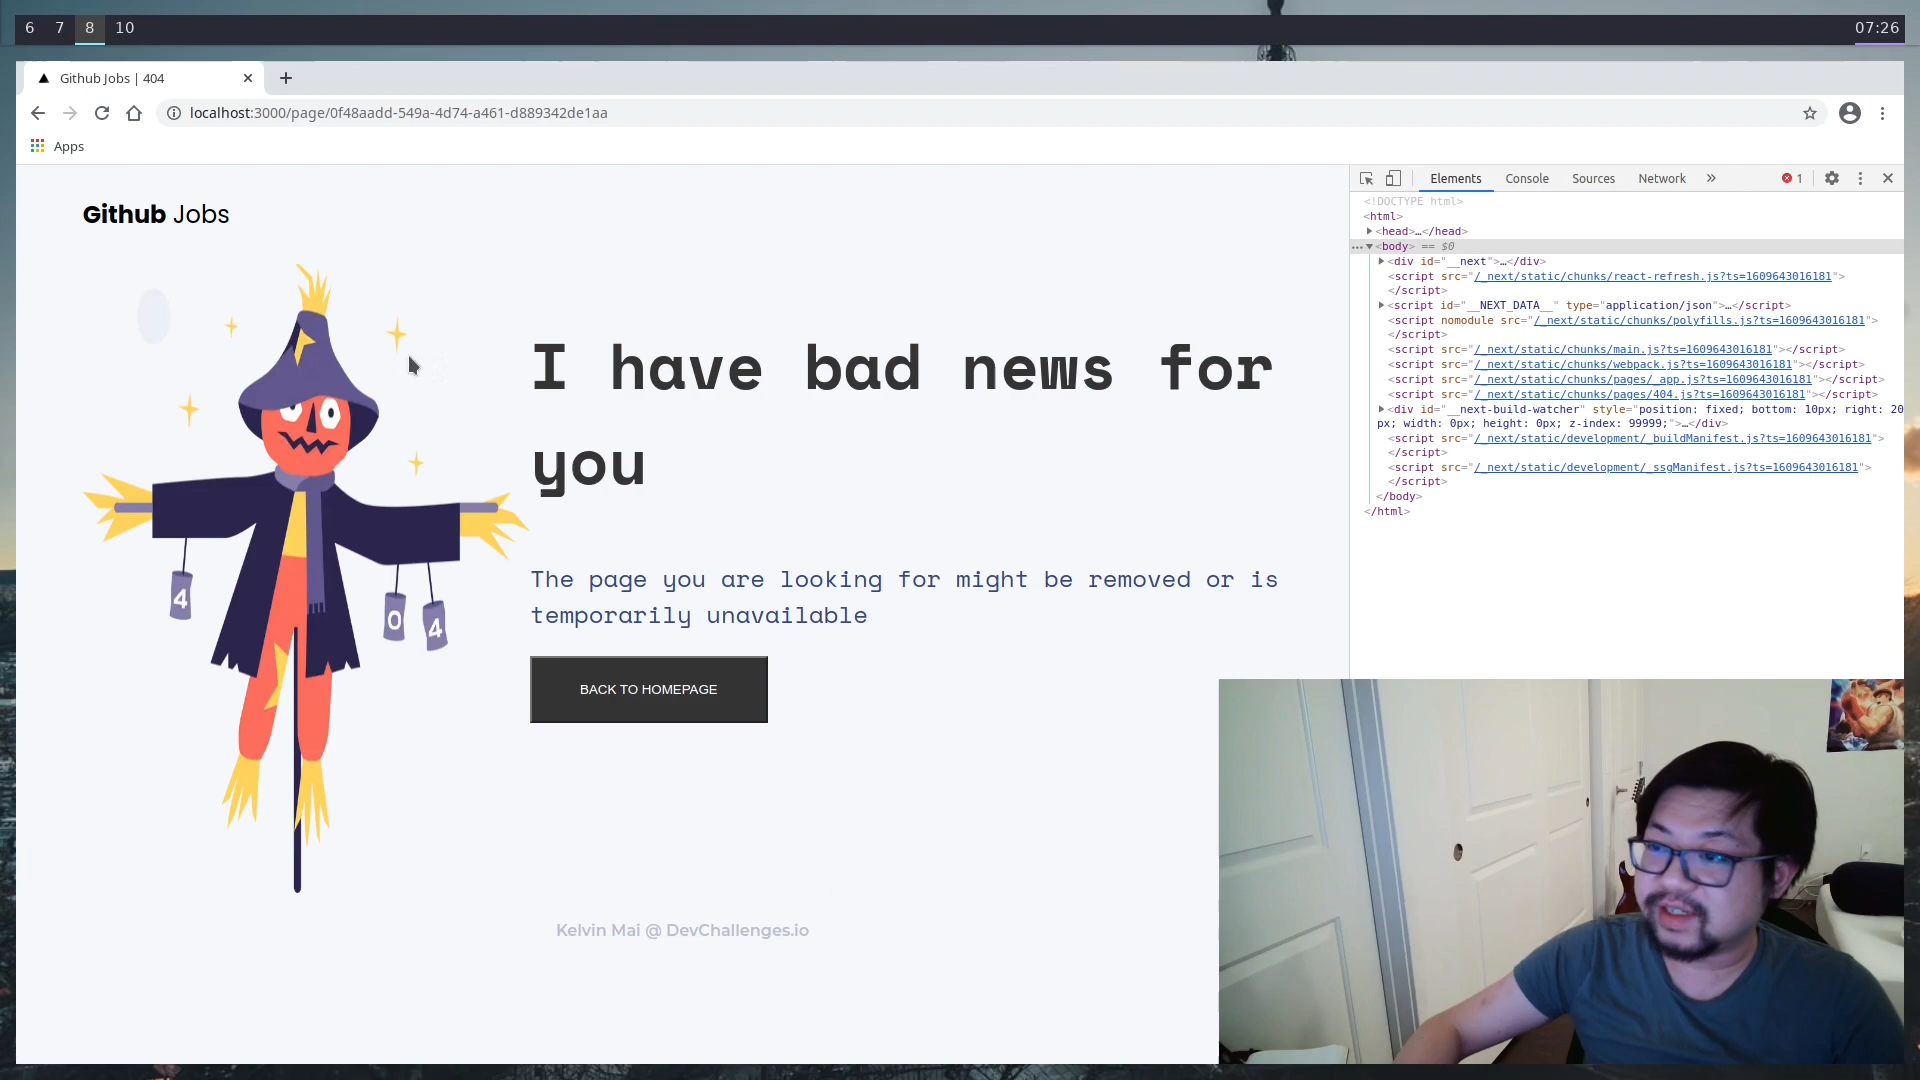 6 7 8 10 07:26
Github Jobs | 404
localhost:3000/page/0f48aadd-549a-4d74-a461-d889342de1aa
Apps
Github Jobs
I have bad news for
you
The page you are looking for might be removed or is
temporarily unavailable
BACK TO HOMEPAGE
4
0
4
Kelvin Mai @ DevChallenges.io
Elements Console Sources Network » 1
<!DOCTYPE html>
<html>
<head>…</head>
<body> == $0
<div id="__next">…</div>
<script src="/_next/static/chunks/react-refresh.js?ts=1609643016181">
</script>
<script id="__NEXT_DATA__" type="application/json">…</script>
<script nomodule src="/_next/static/chunks/polyfills.js?ts=1609643016181">
</script>
<script src="/_next/static/chunks/main.js?ts=1609643016181"></script>
<script src="/_next/static/chunks/webpack.js?ts=1609643016181"></script>
<script src="/_next/static/chunks/pages/_app.js?ts=1609643016181"></script>
<script src="/_next/static/chunks/pages/404.js?ts=1609643016181"></script>
<div id="__next-build-watcher" style="position: fixed; bottom: 10px; right: 20
px; width: 0px; height: 0px; z-index: 99999;">…</div>
<script src="/_next/static/development/_buildManifest.js?ts=1609643016181">
</script>
<script src="/_next/static/development/_ssgManifest.js?ts=1609643016181">
</script>
</body>
</html>